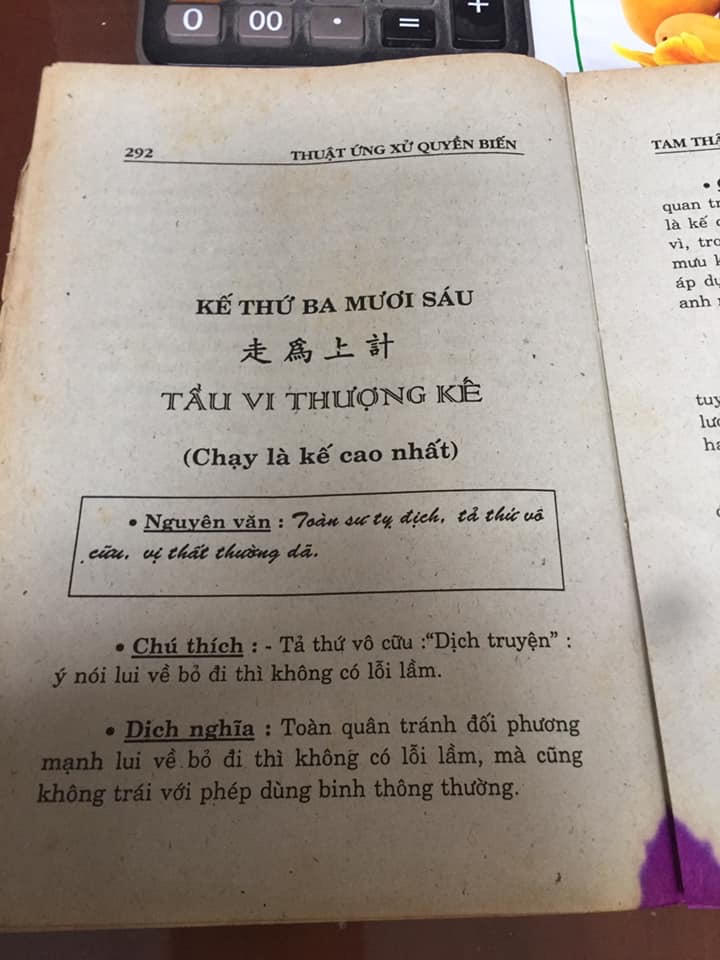 0 00 . = +
292 THUẬT ỨNG XỬ QUYỀN BIẾN
KẾ THỨ BA MƯƠI SÁU
走為上計
TẨU VI THƯỢNG KẾ
(Chạy là kế cao nhất)
• Nguyên văn : Toàn sư tỵ địch, tả thứ vô
cữu, vị thất thường dã.
• Chú thích : - Tả thứ vô cữu :“Dịch truyện” :
ý nói lui về bỏ đi thì không có lỗi lầm.
• Dịch nghĩa : Toàn quân tránh đối phương
mạnh lui về bỏ đi thì không có lỗi lầm, mà cũng
không trái với phép dùng binh thông thường.
TAM
quan
là kế
vì,
mưu
áp
anh